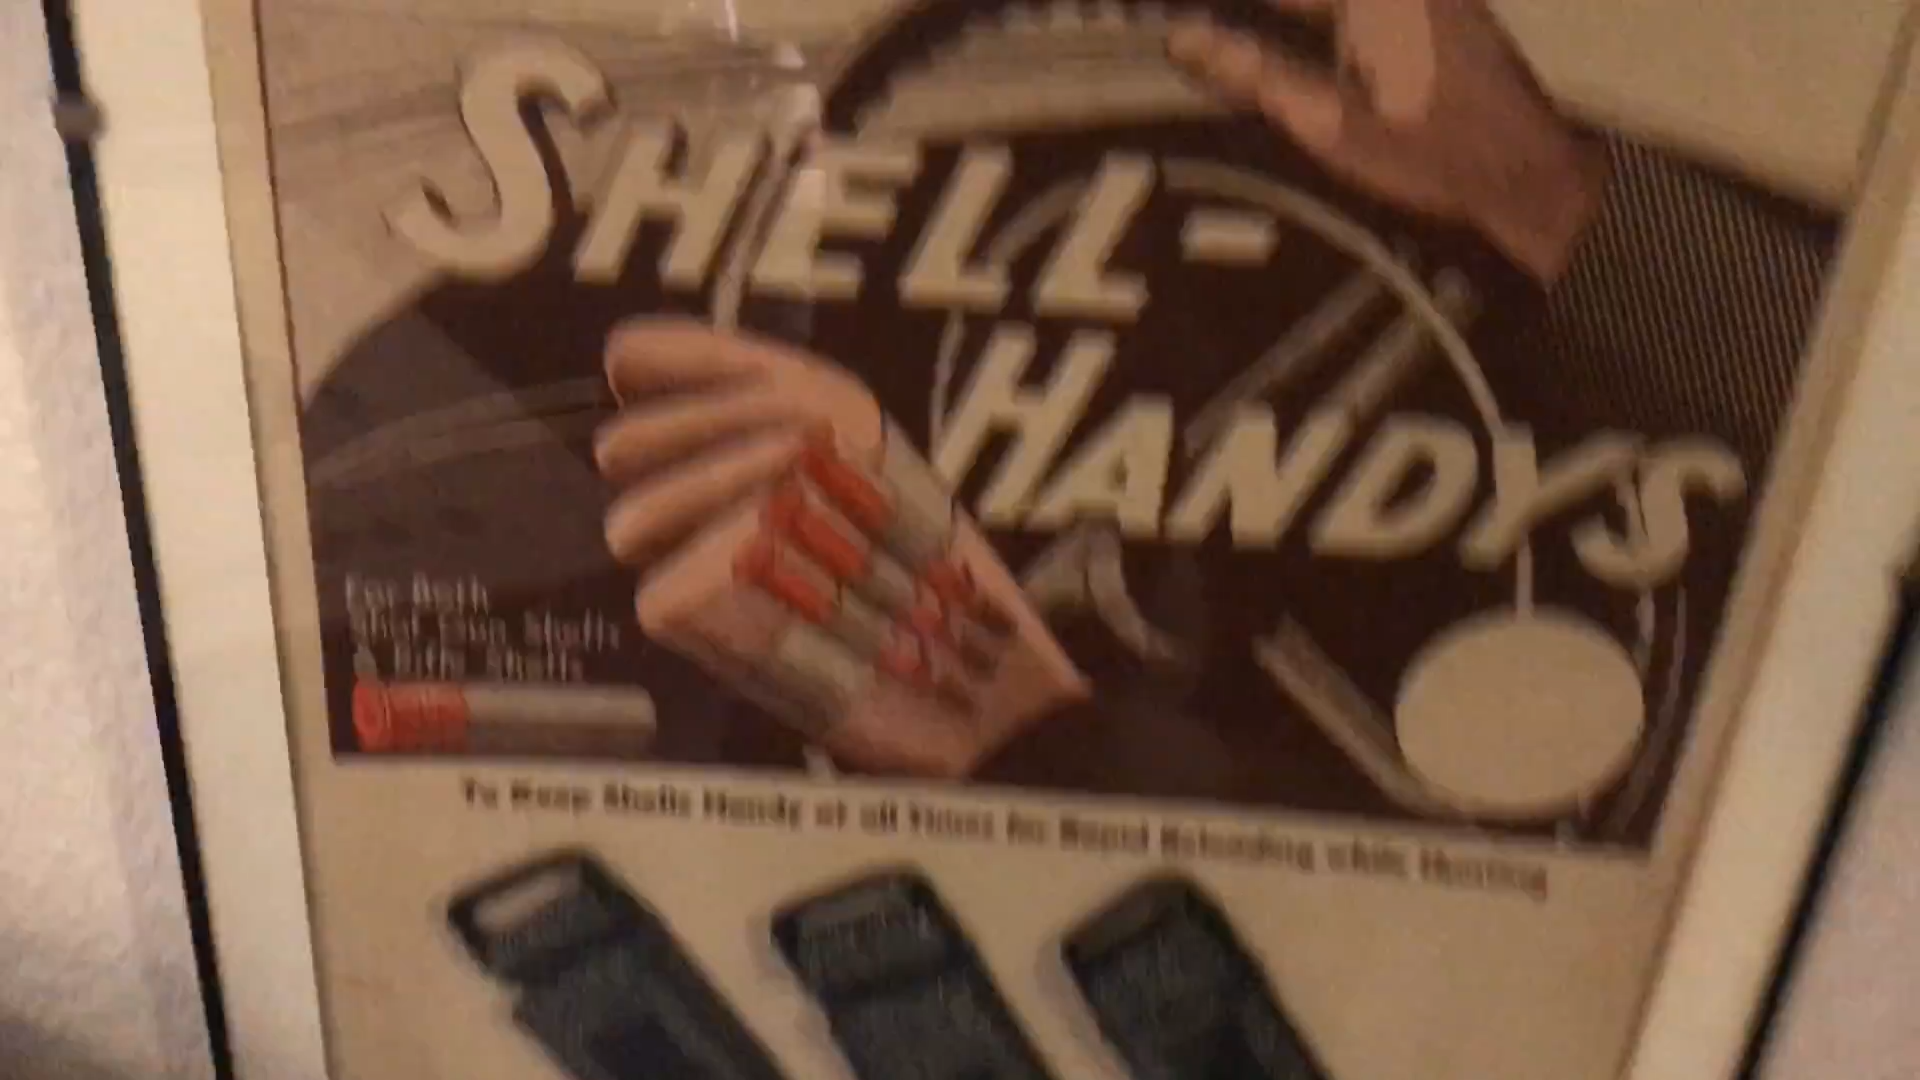 SHELL-
HANDYS
For Both
Shot Gun Shells
& Rifle Shells
To Keep Shells Handy at all Times for Rapid Reloading while Hunting